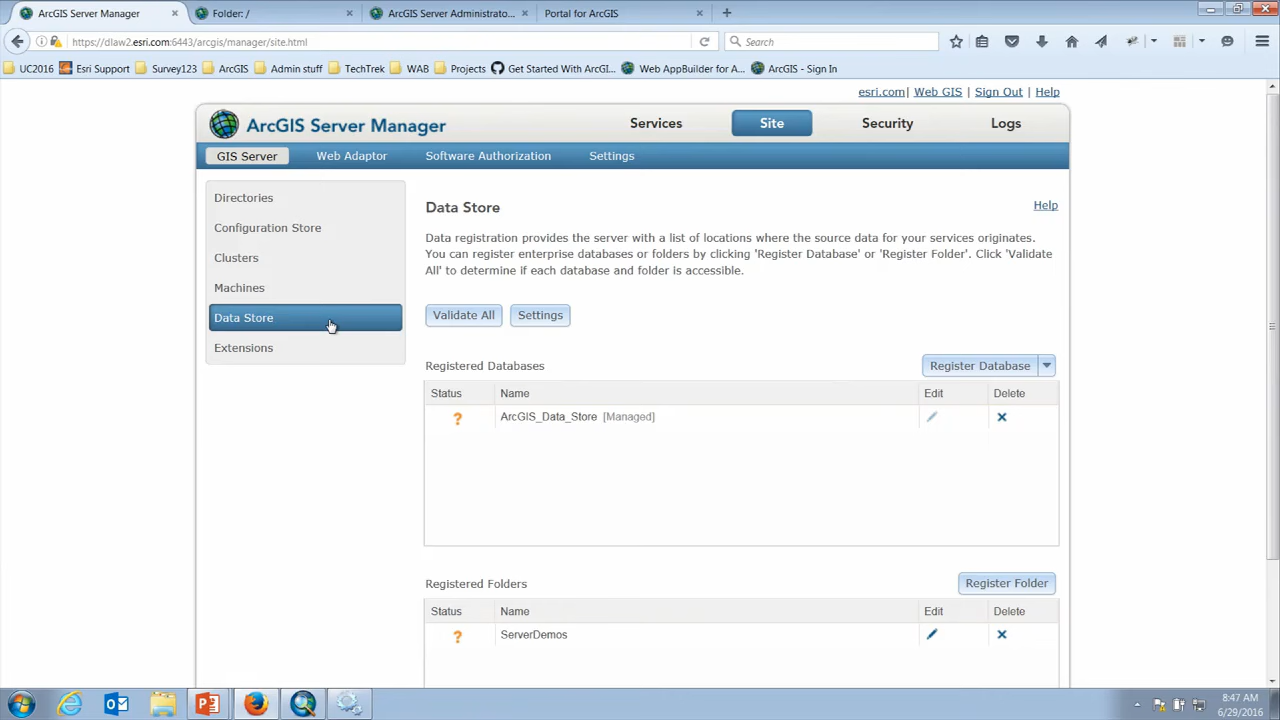 ArcGIS Server Manager
Folder: /
ArcGIS Server Administrato...
Portal for ArcGIS
https://dlaw2.esri.com:6443/arcgis/manager/site.html
Search
UC2016
Esri Support
Survey123
ArcGIS
Admin stuff
TechTrek
WAB
Projects
Get Started With ArcGI...
Web AppBuilder for A...
ArcGIS - Sign In
esri.com | Web GIS | Sign Out | Help
ArcGIS Server Manager
Services
Site
Security
Logs
GIS Server
Web Adaptor
Software Authorization
Settings
Directories
Configuration Store
Clusters
Machines
Data Store
Extensions
Data Store
Help
Data registration provides the server with a list of locations where the source data for your services originates.
You can register enterprise databases or folders by clicking 'Register Database' or 'Register Folder'. Click 'Validate
All' to determine if each database and folder is accessible.
Validate All
Settings
Registered Databases
Register Database
Status Name Edit Delete
? ArcGIS_Data_Store [Managed]
Registered Folders
Register Folder
Status Name Edit Delete
? ServerDemos
8:47 AM
6/29/2016